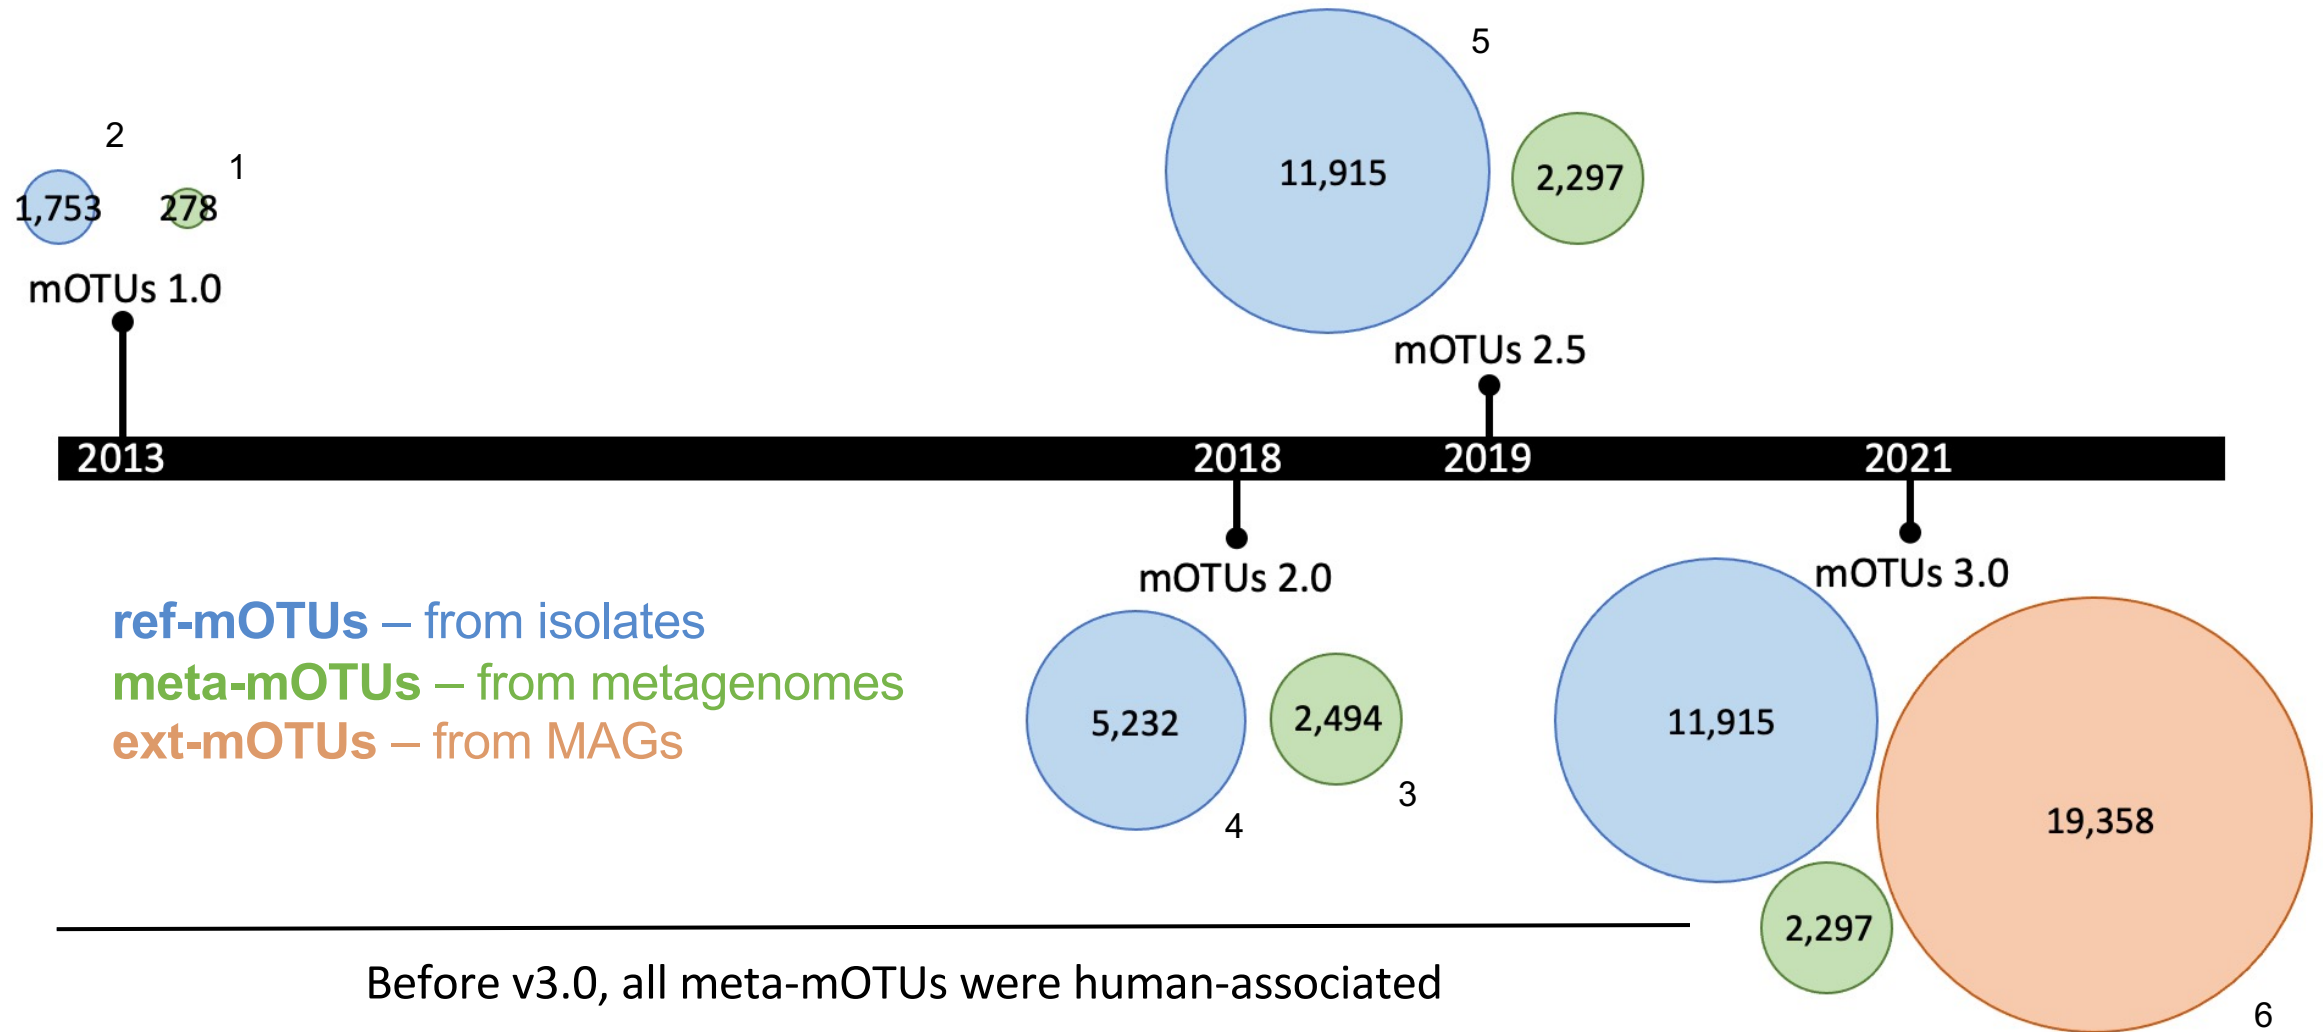 5
2
1
11,915
2,297
1,753
278
mOTUs 1.0
mOTUs 2.5
2013
2018
2019
2021
mOTUs 2.0
mOTUs 3.0
ref-mOTUs – from isolates
meta-mOTUs – from metagenomes
ext-mOTUs – from MAGs
5,232
2,494
11,915
3
4
19,358
2,297
Before v3.0, all meta-mOTUs were human-associated
6